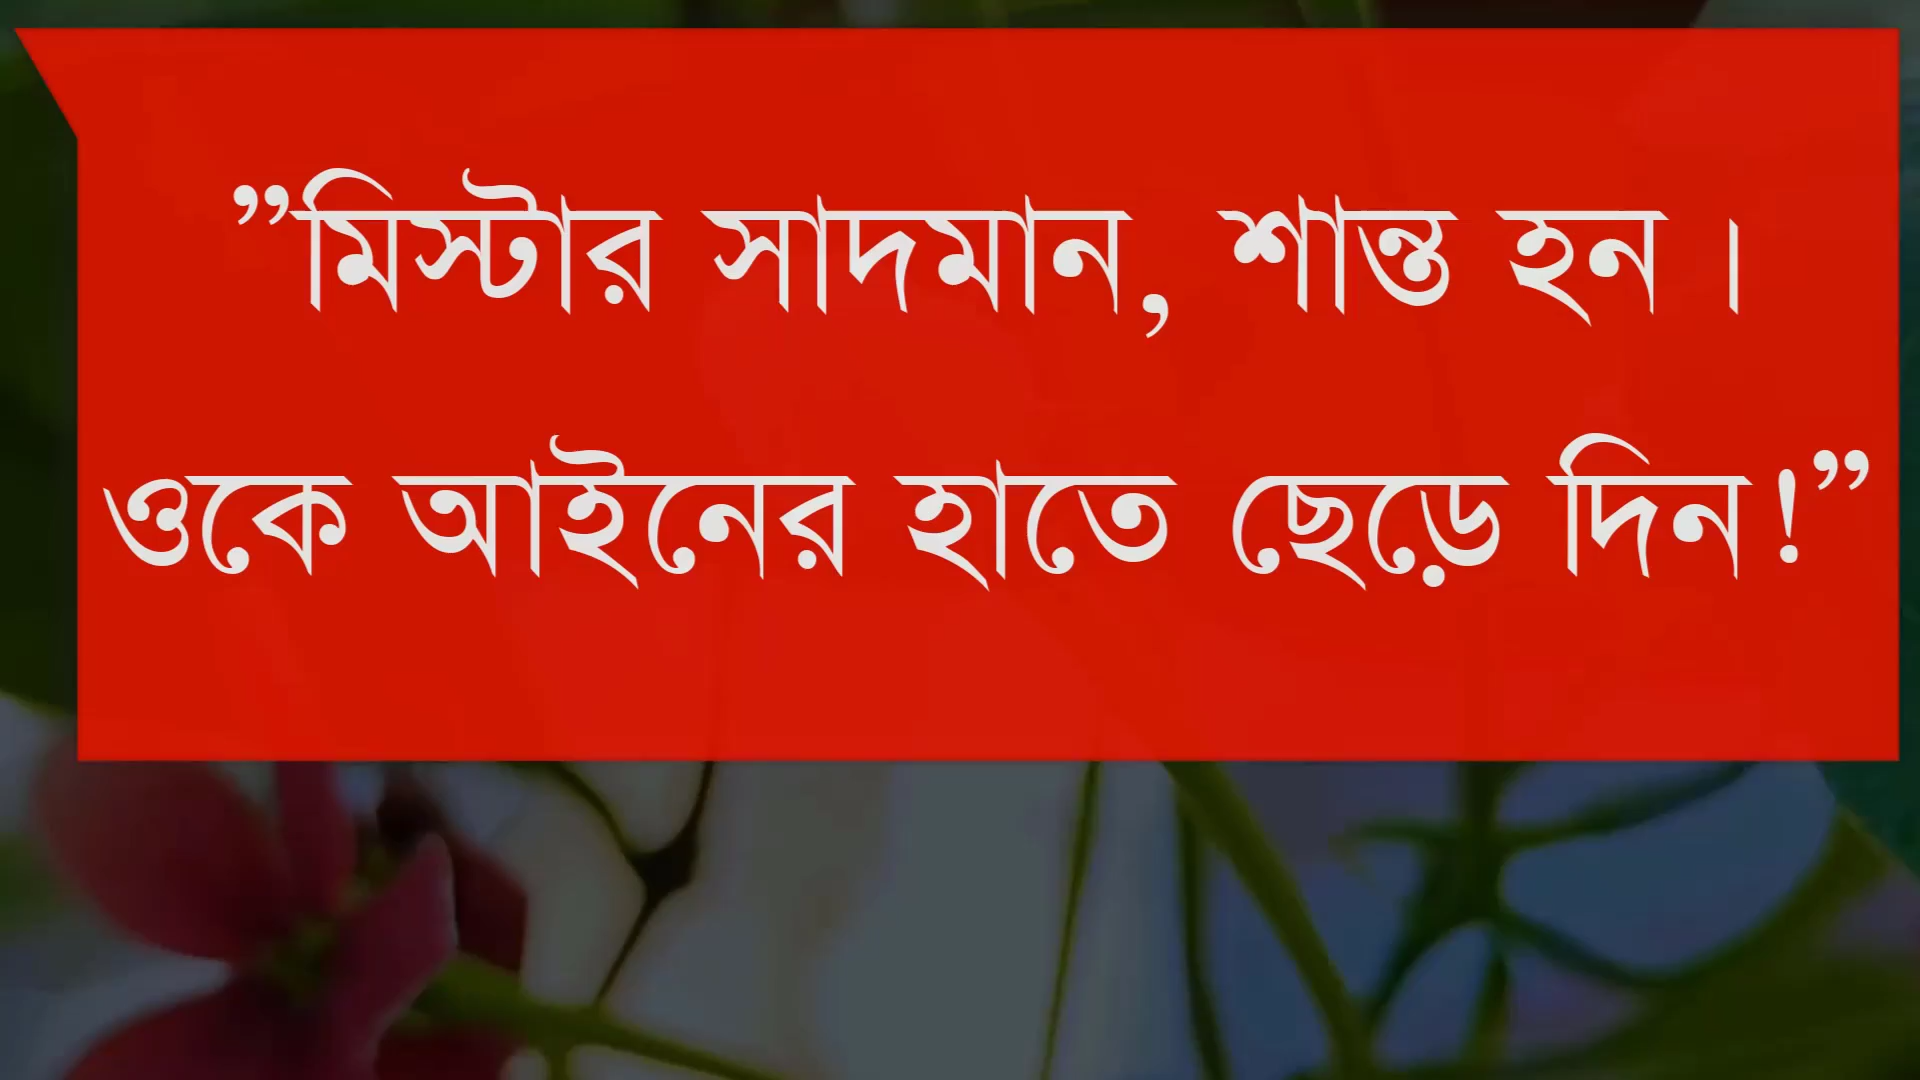 ”মিস্টার সাদমান, শান্ত হন।
ওকে আইনের হাতে ছেড়ে দিন!”